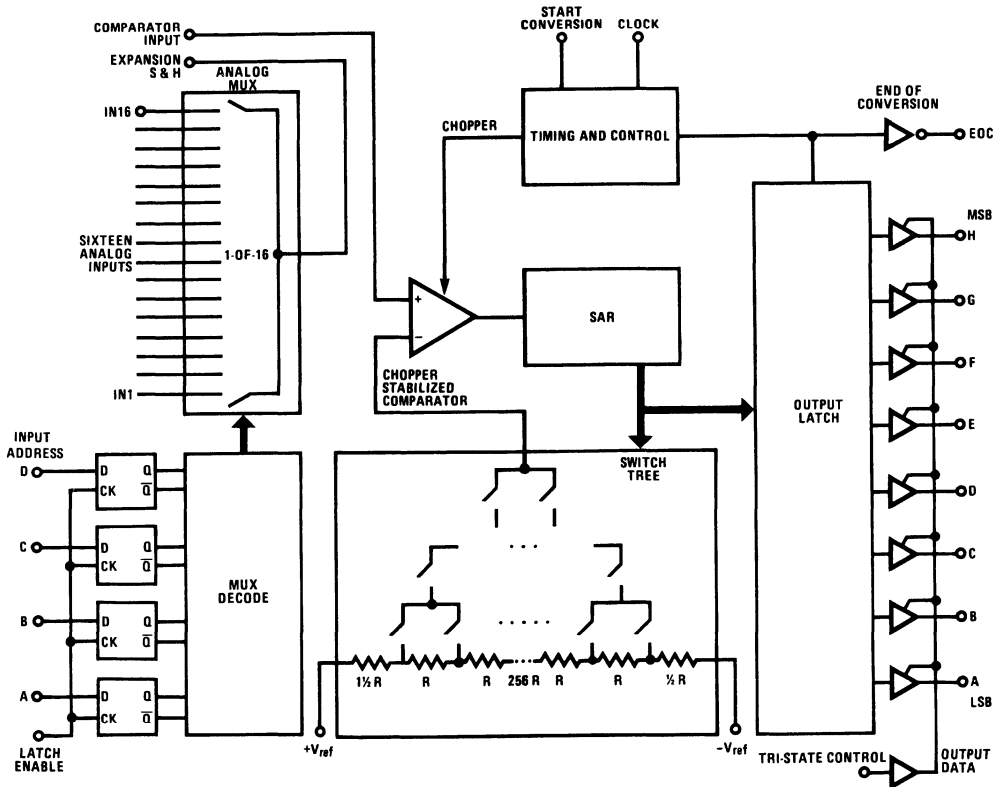 START
CONVERSION
CLOCK
COMPARATOR
INPUT
EXPANSION
S & H
ANALOG
MUX
IN16
SIXTEEN
ANALOG
INPUTS
1-OF-16
IN1
CHOPPER
TIMING AND CONTROL
END OF
CONVERSION
EOC
+
−
CHOPPER
STABILIZED
COMPARATOR
SAR
OUTPUT
LATCH
MSB
H
G
F
E
D
C
B
A
LSB
INPUT
ADDRESS
D
D Q
CK Q̅
C
D Q
CK Q̅
B
D Q
CK Q̅
A
D Q
CK Q̅
LATCH
ENABLE
MUX
DECODE
SWITCH
TREE
· · · ·
· · · · ·
1½ R R R ···· 256 R R R ½ R
+Vref
−Vref
TRI-STATE CONTROL
OUTPUT
DATA